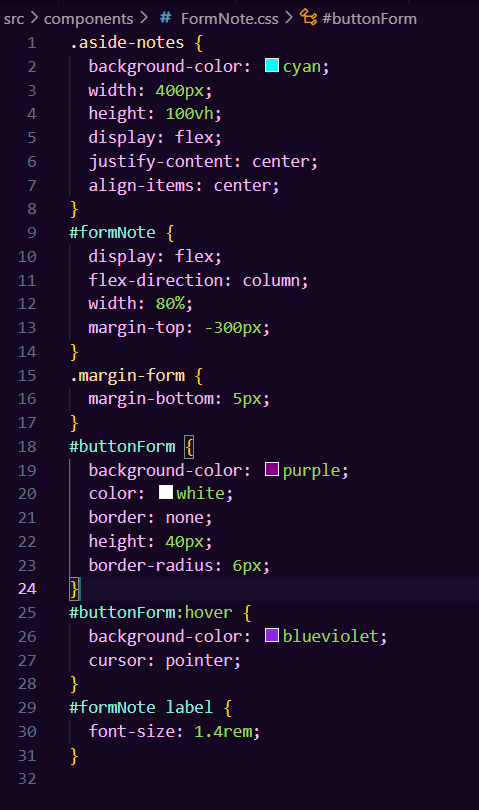 src > components > # FormNote.css > #buttonForm
1 .aside-notes {
2 background-color: cyan;
3 width: 400px;
4 height: 100vh;
5 display: flex;
6 justify-content: center;
7 align-items: center;
8 }
9 #formNote {
10 display: flex;
11 flex-direction: column;
12 width: 80%;
13 margin-top: -300px;
14 }
15 .margin-form {
16 margin-bottom: 5px;
17 }
18 #buttonForm {
19 background-color: purple;
20 color: white;
21 border: none;
22 height: 40px;
23 border-radius: 6px;
24 }
25 #buttonForm:hover {
26 background-color: blueviolet;
27 cursor: pointer;
28 }
29 #formNote label {
30 font-size: 1.4rem;
31 }
32